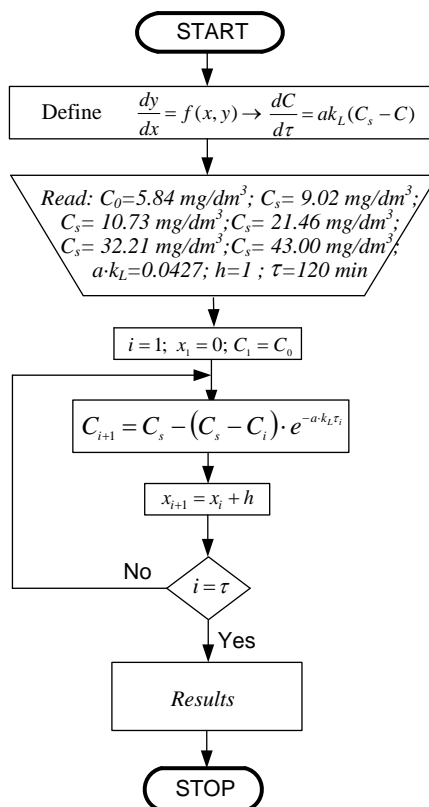 START
Define dy/dx = f(x, y) → dC/dτ = ak_L(C_s − C)
Read: C_0=5.84 mg/dm^3; C_s= 9.02 mg/dm^3;
C_s= 10.73 mg/dm^3;C_s= 21.46 mg/dm^3;
C_s= 32.21 mg/dm^3;C_s= 43.00 mg/dm^3;
a·k_L=0.0427; h=1 ; τ=120 min
i = 1; x_1 = 0; C_1 = C_0
C_{i+1} = C_s − (C_s − C_i) · e^{−a·k_L τ_i}
x_{i+1} = x_i + h
No
i = τ
Yes
Results
STOP